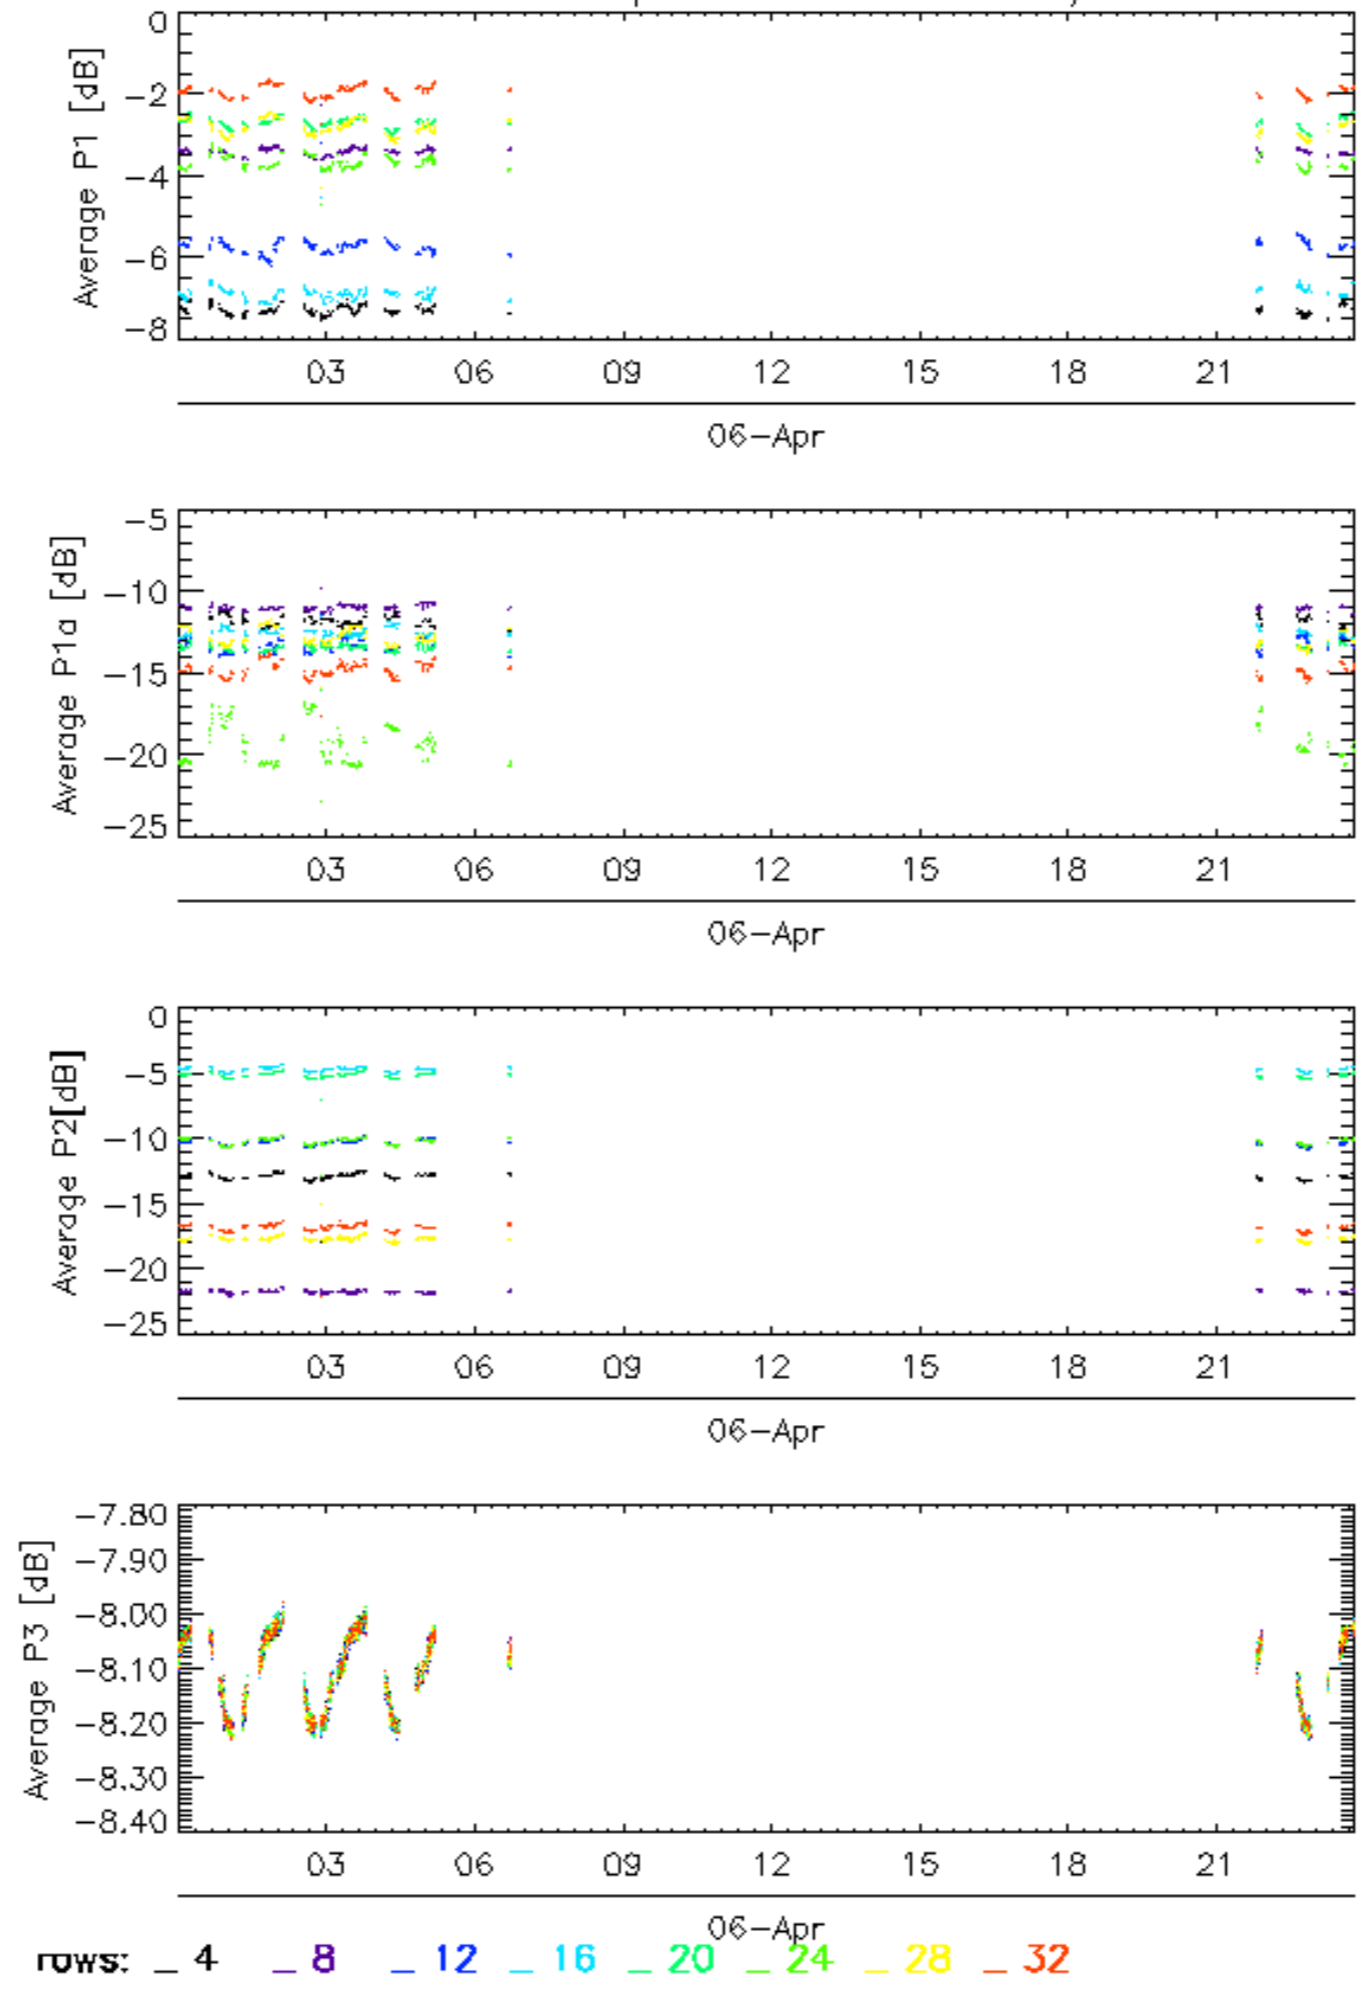 0
-2
-4
-6
-8
Average P1 [dB]
03 06 09 12 15 18 21
06-Apr
-5
-10
-15
-20
-25
Average P1a [dB]
03 06 09 12 15 18 21
06-Apr
0
-5
-10
-15
-20
-25
Average P2[dB]
03 06 09 12 15 18 21
06-Apr
-7.80
-7.90
-8.00
-8.10
-8.20
-8.30
-8.40
Average P3 [dB]
03 06 09 12 15 18 21
06-Apr
rows: _ 4 _ 8 _ 12 _ 16 _ 20 _ 24 _ 28 _ 32